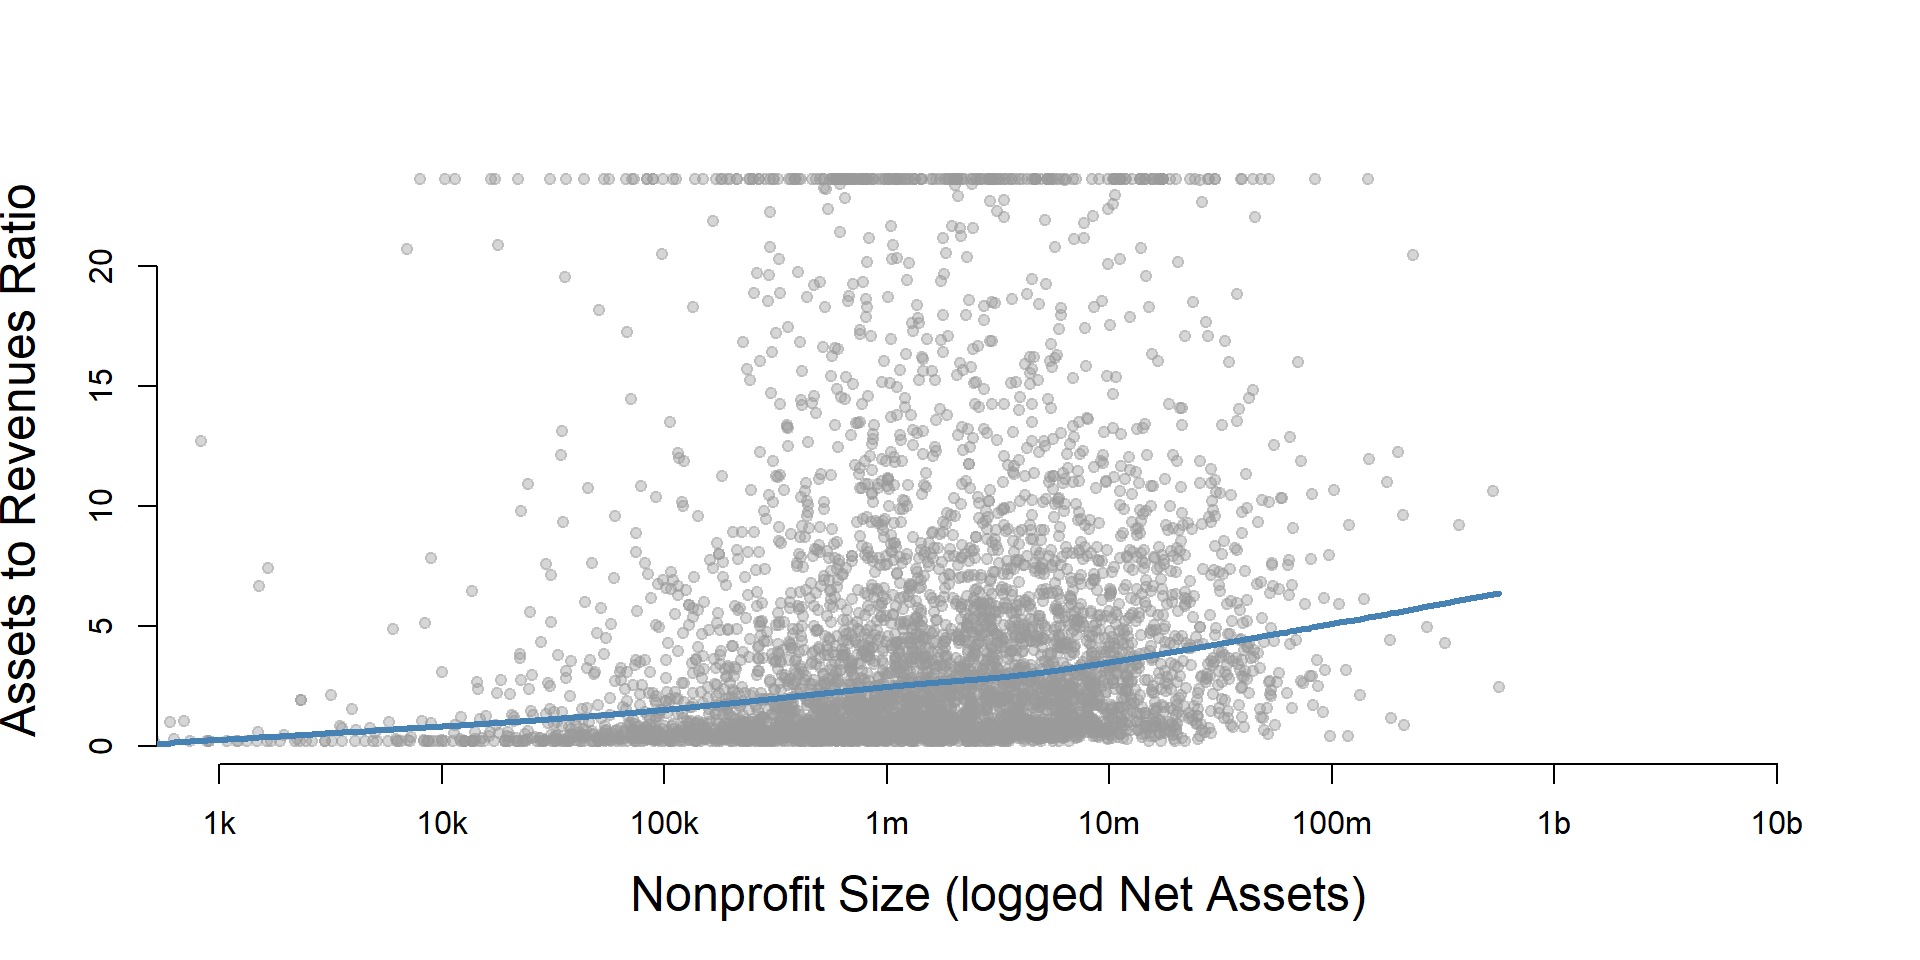 Assets to Revenues Ratio
20
15
10
5
0
1k 10k 100k 1m 10m 100m 1b 10b
Nonprofit Size (logged Net Assets)